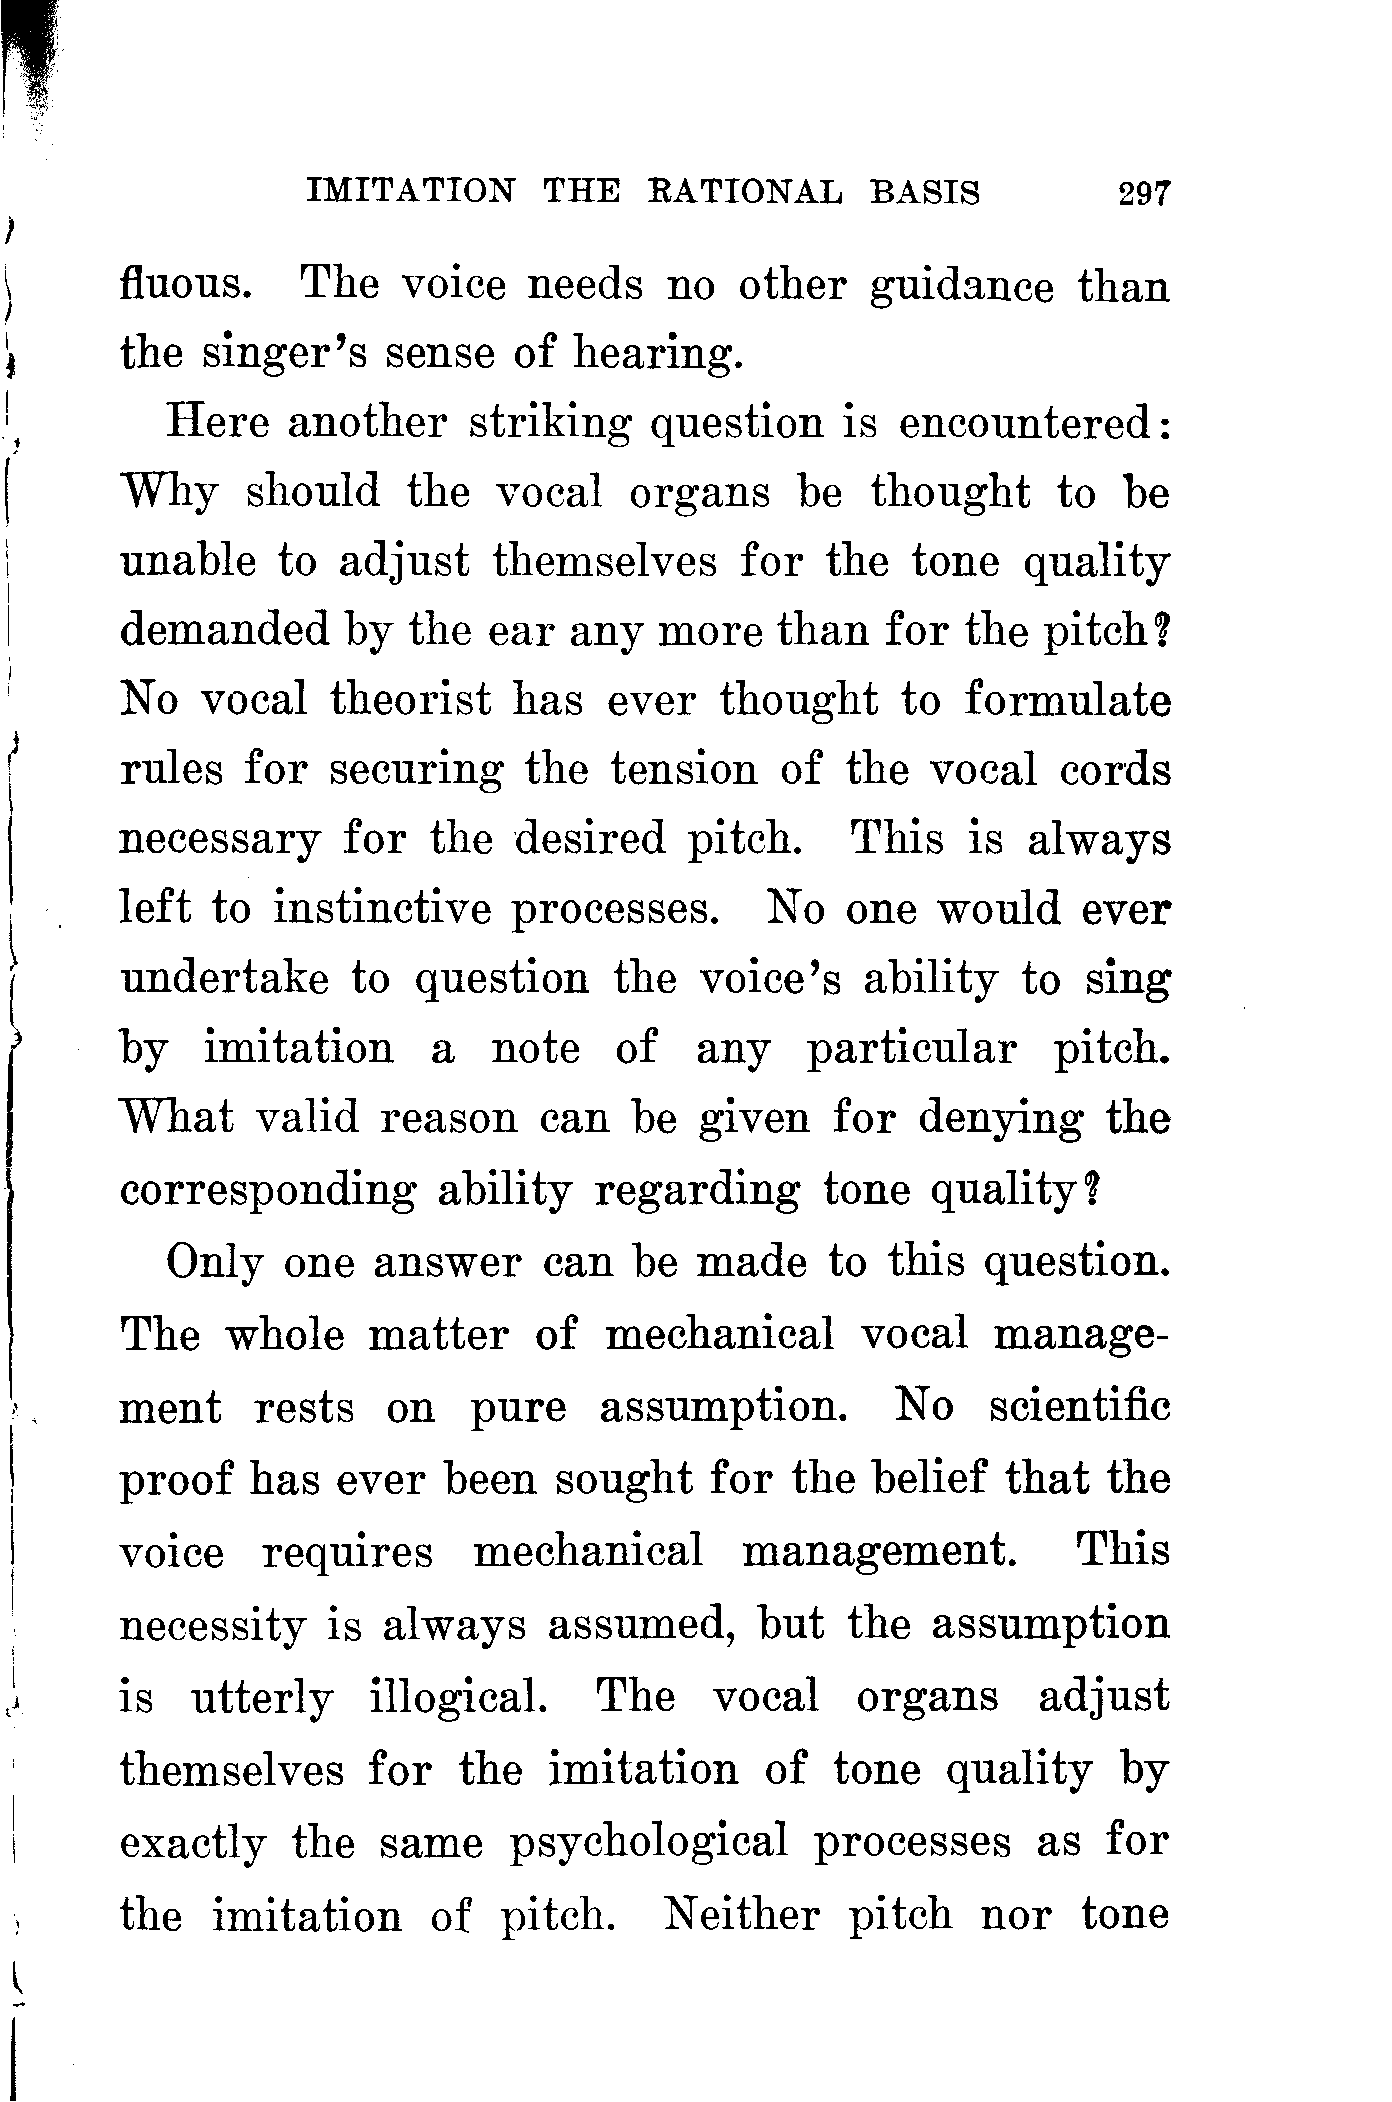 IMITATION THE RATIONAL BASIS 297
fluous. The voice needs no other guidance than
the singer's sense of hearing.
Here another striking question is encountered:
Why should the vocal organs be thought to be
unable to adjust themselves for the tone quality
demanded by the ear any more than for the pitch?
No vocal theorist has ever thought to formulate
rules for securing the tension of the vocal cords
necessary for the desired pitch. This is always
left to instinctive processes. No one would ever
undertake to question the voice's ability to sing
by imitation a note of any particular pitch.
What valid reason can be given for denying the
corresponding ability regarding tone quality?
Only one answer can be made to this question.
The whole matter of mechanical vocal manage-
ment rests on pure assumption. No scientific
proof has ever been sought for the belief that the
voice requires mechanical management. This
necessity is always assumed, but the assumption
is utterly illogical. The vocal organs adjust
themselves for the imitation of tone quality by
exactly the same psychological processes as for
the imitation of pitch. Neither pitch nor tone